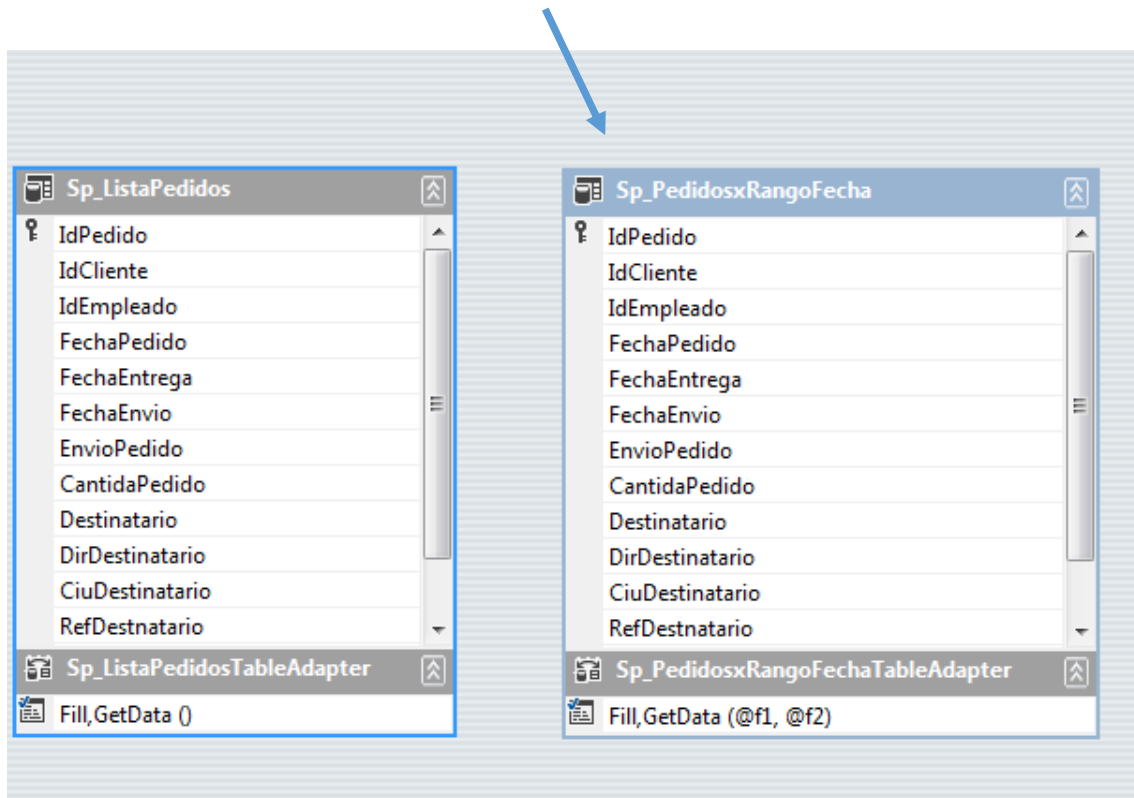 Sp_ListaPedidos
IdPedido
IdCliente
IdEmpleado
FechaPedido
FechaEntrega
FechaEnvio
EnvioPedido
CantidaPedido
Destinatario
DirDestinatario
CiuDestinatario
RefDestnatario
Sp_ListaPedidosTableAdapter
Fill,GetData ()
Sp_PedidosxRangoFecha
IdPedido
IdCliente
IdEmpleado
FechaPedido
FechaEntrega
FechaEnvio
EnvioPedido
CantidaPedido
Destinatario
DirDestinatario
CiuDestinatario
RefDestnatario
Sp_PedidosxRangoFechaTableAdapter
Fill,GetData (@f1, @f2)